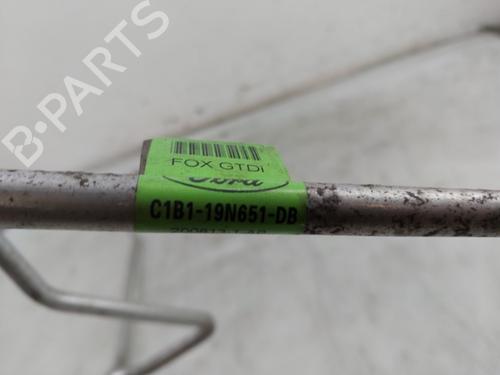 B-PARTS
FOX GTDi
Ford
C1B1-19N651-DB